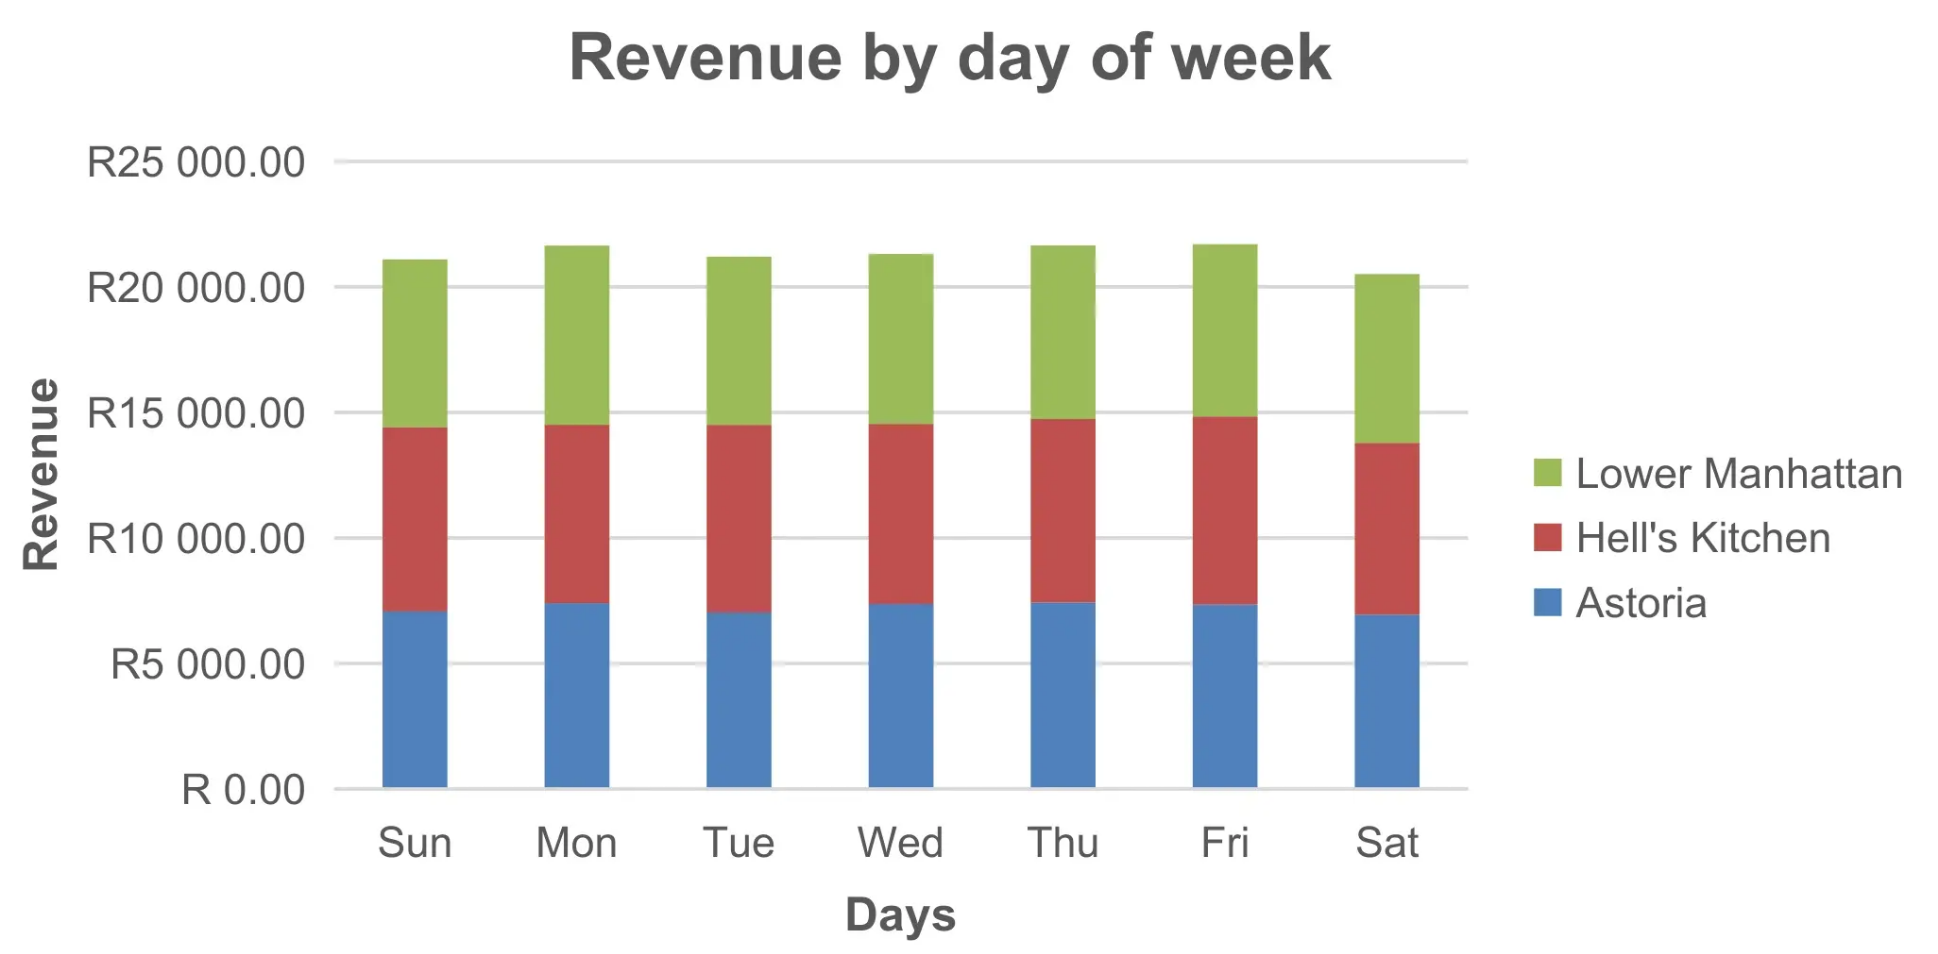 Revenue by day of week
R25 000.00
R20 000.00
R15 000.00
R10 000.00
R5 000.00
R 0.00
Revenue
Sun Mon Tue Wed Thu Fri Sat
Days
Lower Manhattan
Hell's Kitchen
Astoria